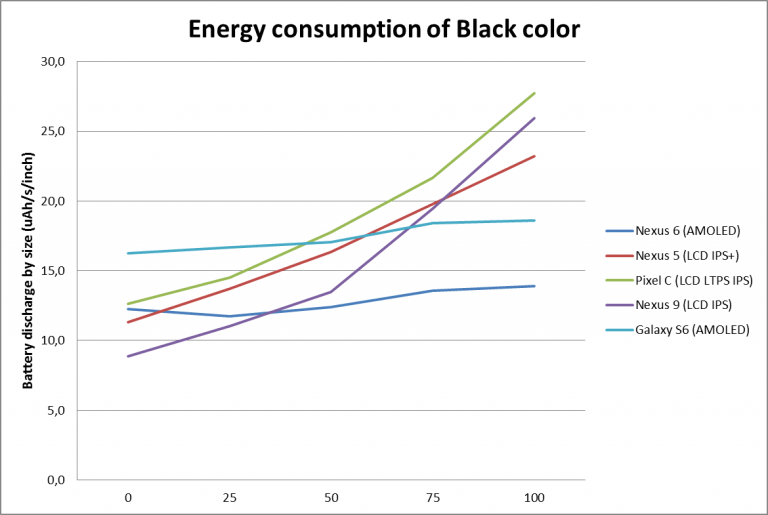 Energy consumption of Black color
30,0
25,0
20,0
15,0
10,0
5,0
0,0
Battery discharge by size (uAh/s/inch)
0 25 50 75 100
Nexus 6 (AMOLED)
Nexus 5 (LCD IPS+)
Pixel C (LCD LTPS IPS)
Nexus 9 (LCD IPS)
Galaxy S6 (AMOLED)